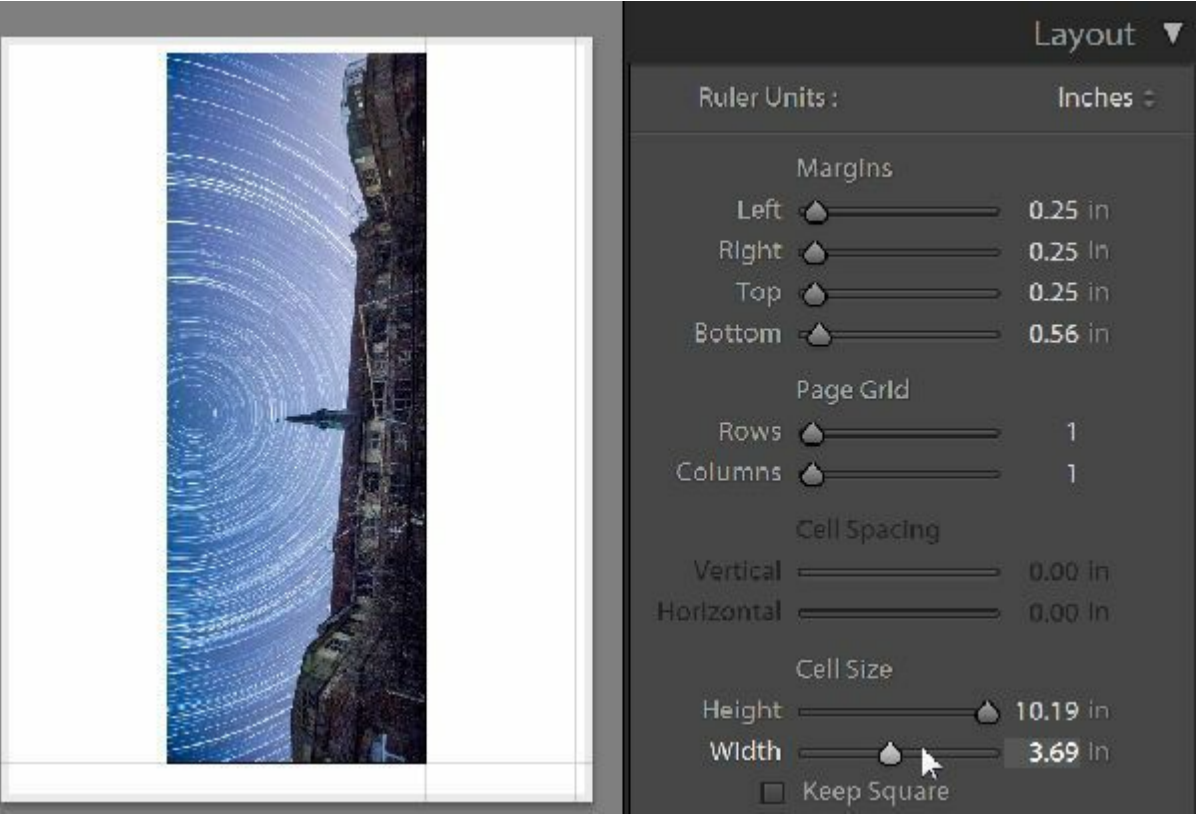 Layout
Ruler Units : Inches
Margins
Left 0.25 in
Right 0.25 in
Top 0.25 in
Bottom 0.56 in
Page Grid
Rows 1
Columns 1
Cell Spacing
Vertical 0.00 in
Horizontal 0.00 in
Cell Size
Height 10.19 in
Width 3.69 in
Keep Square